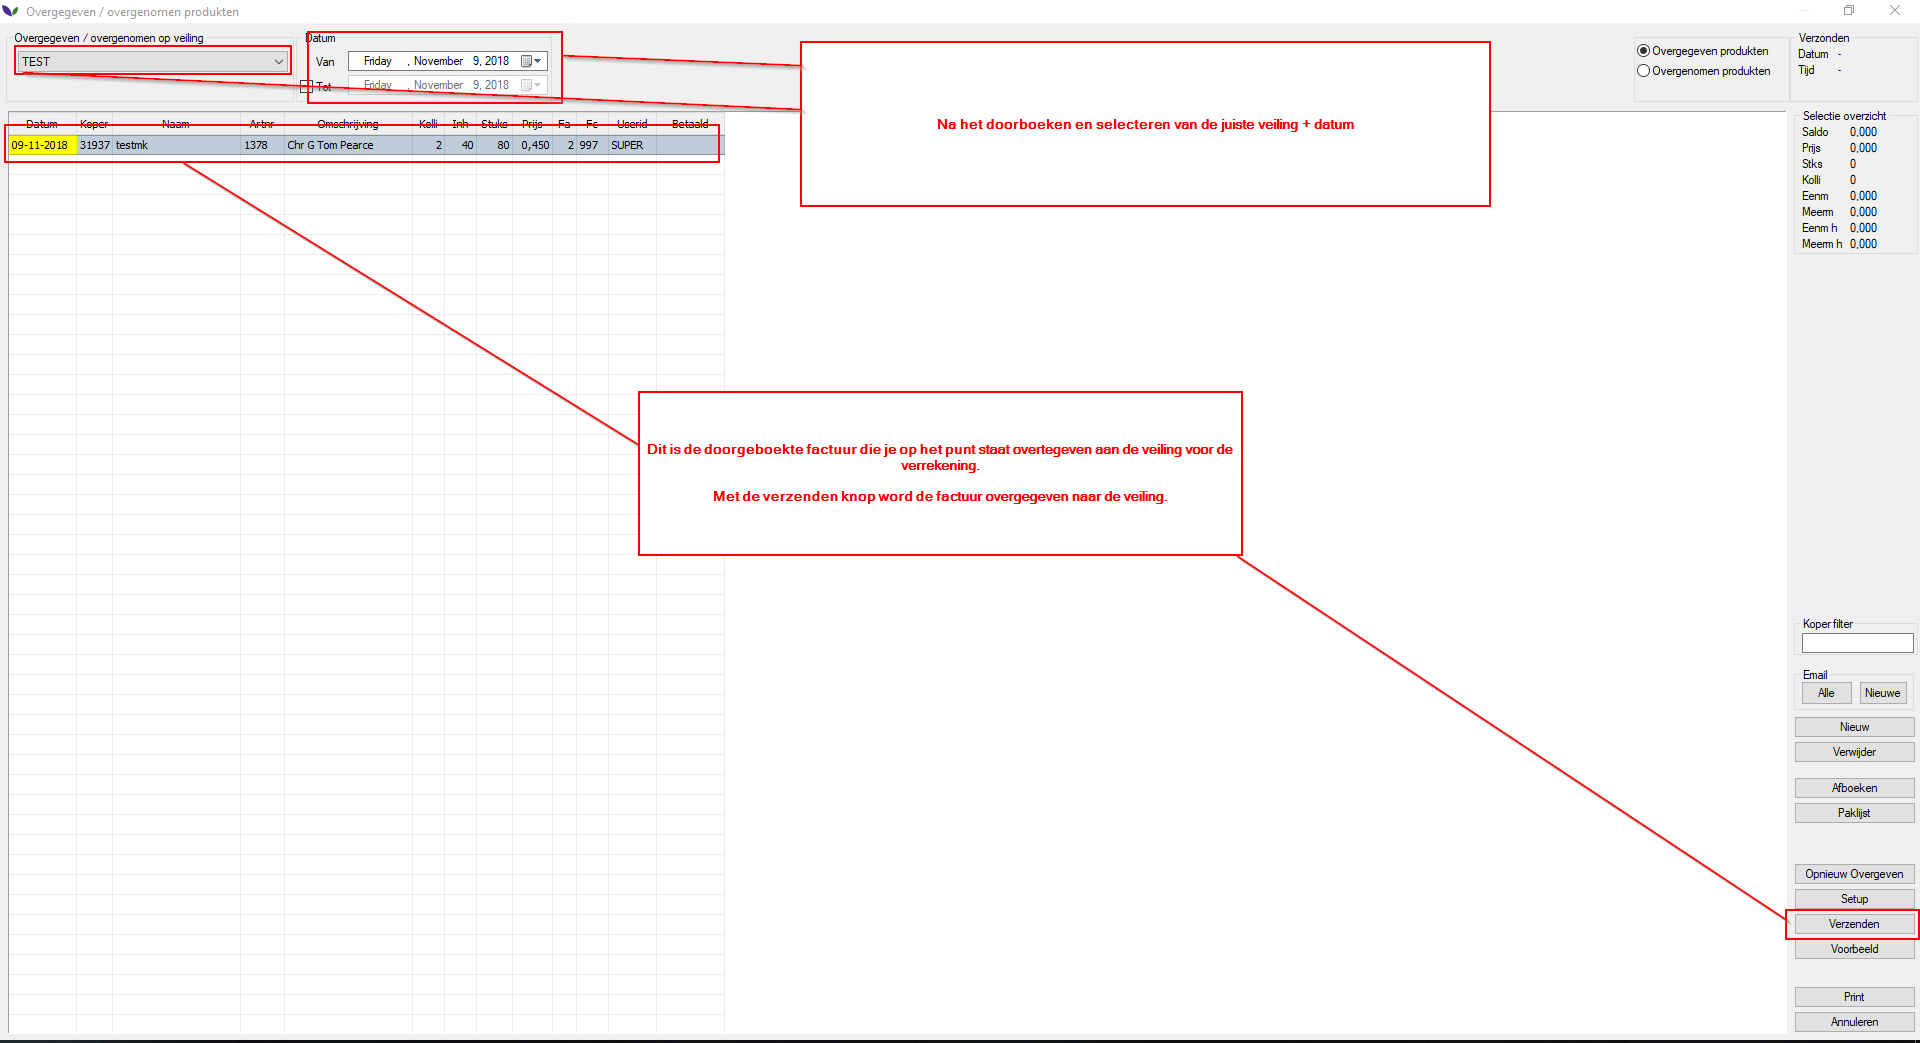 Overgegeven / overgenomen produkten
Overgegeven / overgenomen op veiling
TEST
Datum
Van Friday , November 9, 2018
Tot Friday , November 9, 2018
Na het doorboeken en selecteren van de juiste veiling + datum
Overgegeven produkten
Overgenomen produkten
Verzonden
Datum -
Tijd -
Datum Koper Naam Artnr Omschrijving Kolli Inh Stuks Prijs Fa Fc Userid Betaald
09-11-2018 31937 testmk 1378 Chr G Tom Pearce 2 40 80 0,450 2 997 SUPER
Selectie overzicht
Saldo 0,000
Prijs 0,000
Stks 0
Kolli 0
Eenm 0,000
Meerm 0,000
Eenm h 0,000
Meerm h 0,000
Dit is de doorgeboekte factuur die je op het punt staat overtegeven aan de veiling voor de
verrekening.
Met de verzenden knop word de factuur overgegeven naar de veiling.
Koper filter
Email
Alle Nieuwe
Nieuw
Verwijder
Afboeken
Paklijst
Opnieuw Overgeven
Setup
Verzenden
Voorbeeld
Print
Annuleren